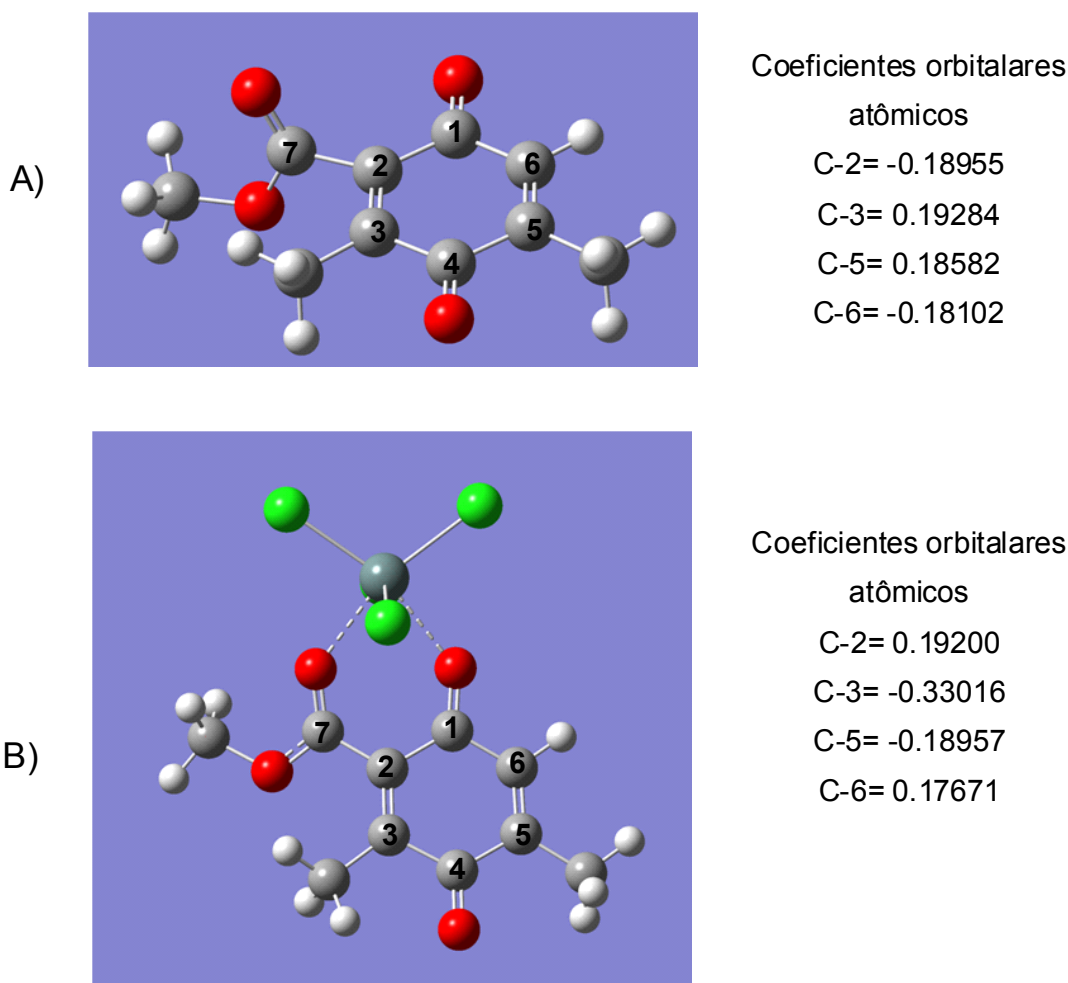 A)
7
1
2
6
3
5
4
Coeficientes orbitalares
atômicos
C-2= -0.18955
C-3= 0.19284
C-5= 0.18582
C-6= -0.18102
B)
7
1
2
6
3
5
4
Coeficientes orbitalares
atômicos
C-2= 0.19200
C-3= -0.33016
C-5= -0.18957
C-6= 0.17671